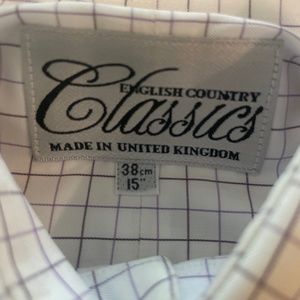 ENGLISH COUNTRY
Classics
MADE IN UNITED KINGDOM
38cm
15"